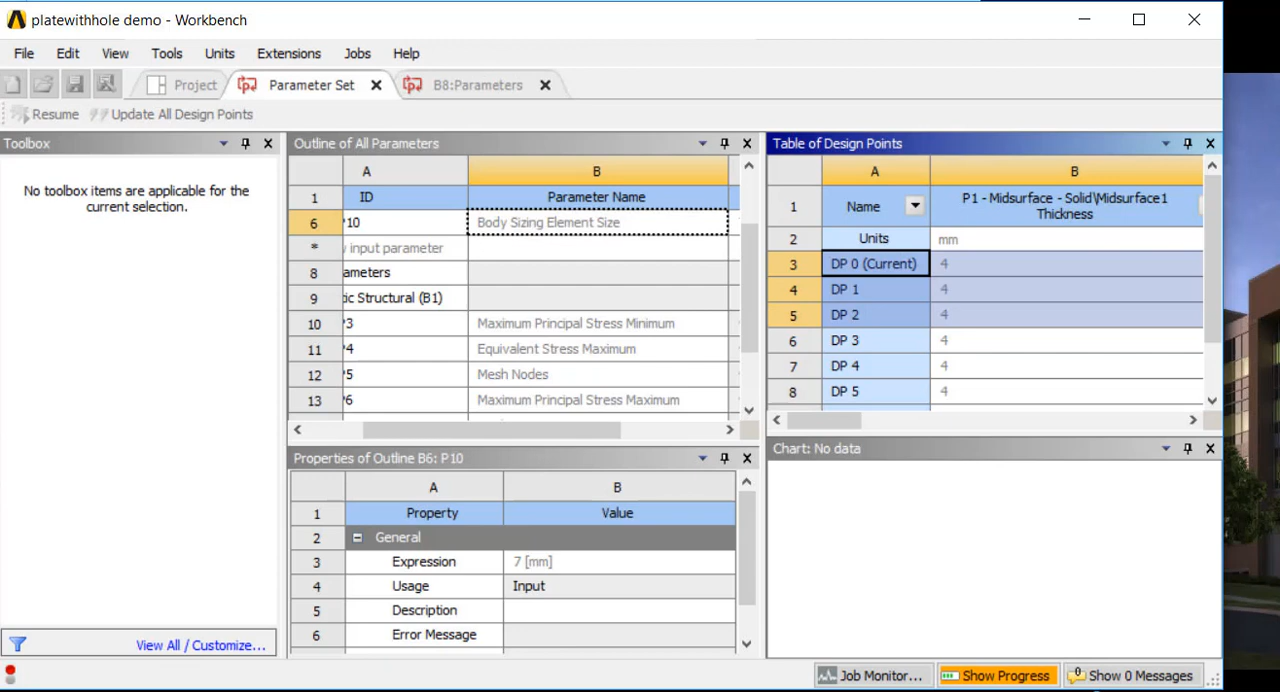 platewithhole demo - Workbench
File Edit View Tools Units Extensions Jobs Help
Project Parameter Set B8:Parameters
Resume Update All Design Points
Toolbox
No toolbox items are applicable for the
current selection.
View All / Customize...
Outline of All Parameters
A B
1 ID Parameter Name
6 P10 Body Sizing Element Size
* input parameter
8 ameters
9 ic Structural (B1)
10 P3 Maximum Principal Stress Minimum
11 P4 Equivalent Stress Maximum
12 P5 Mesh Nodes
13 P6 Maximum Principal Stress Maximum
Properties of Outline B6: P10
A B
1 Property Value
2 General
3 Expression 7 [mm]
4 Usage Input
5 Description
6 Error Message
Table of Design Points
A B
1 Name P1 - Midsurface - Solid\Midsurface1
Thickness
2 Units mm
3 DP 0 (Current) 4
4 DP 1 4
5 DP 2 4
6 DP 3 4
7 DP 4 4
8 DP 5 4
Chart: No data
Job Monitor... Show Progress 0 Show 0 Messages